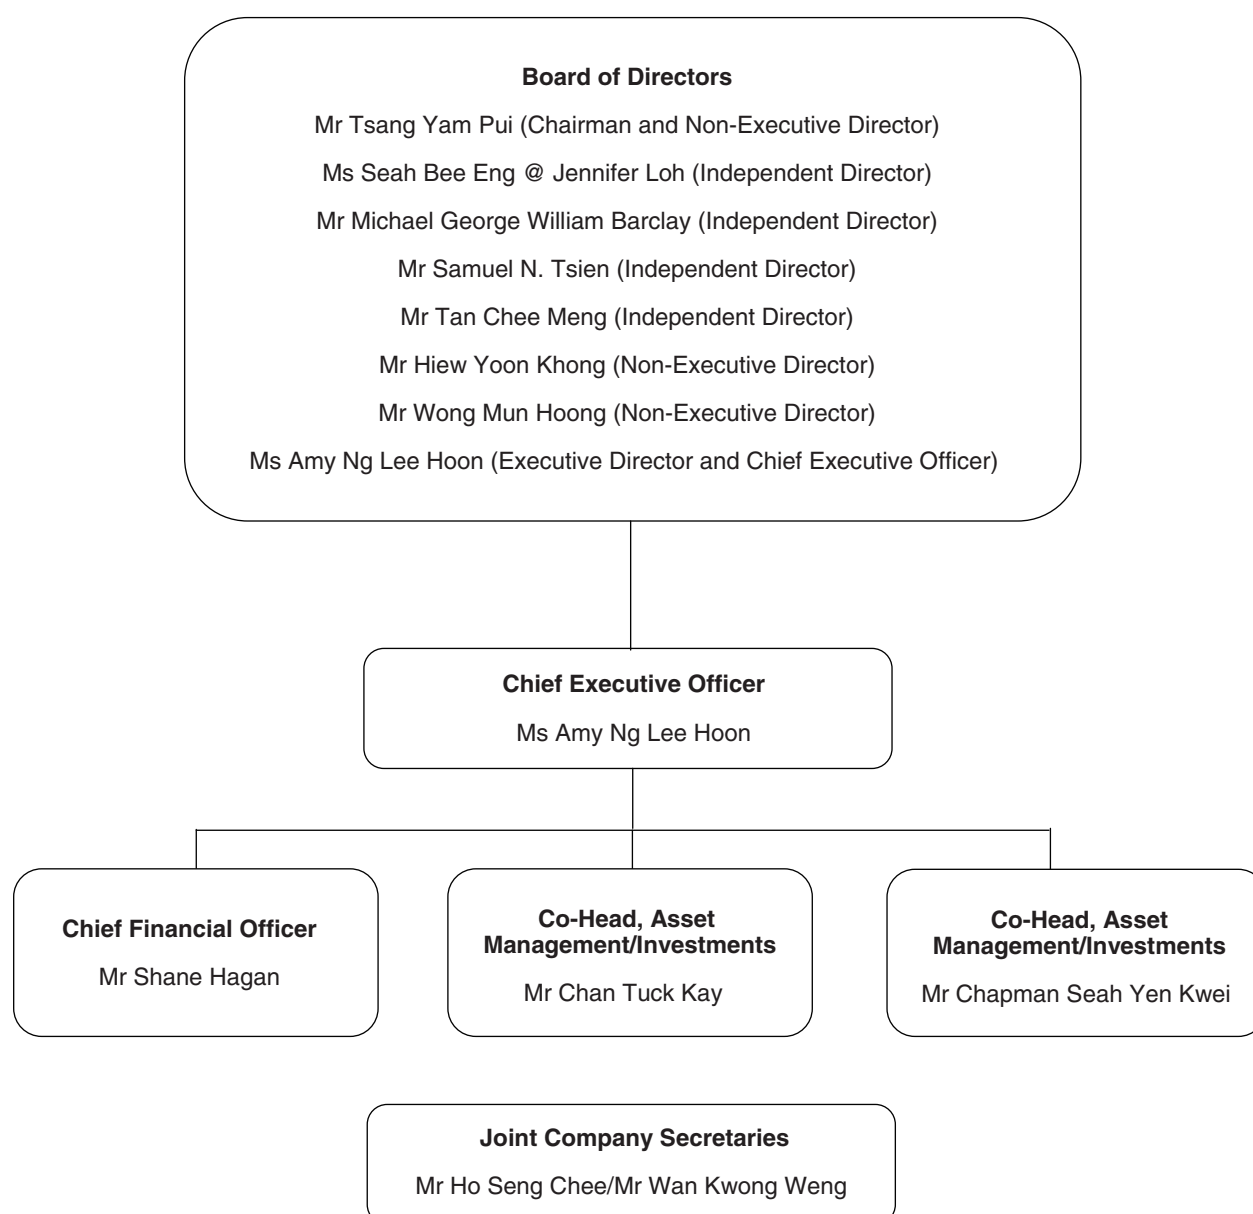 Board of Directors
Mr Tsang Yam Pui (Chairman and Non-Executive Director)
Ms Seah Bee Eng @ Jennifer Loh (Independent Director)
Mr Michael George William Barclay (Independent Director)
Mr Samuel N. Tsien (Independent Director)
Mr Tan Chee Meng (Independent Director)
Mr Hiew Yoon Khong (Non-Executive Director)
Mr Wong Mun Hoong (Non-Executive Director)
Ms Amy Ng Lee Hoon (Executive Director and Chief Executive Officer)
Chief Executive Officer
Ms Amy Ng Lee Hoon
Chief Financial Officer
Mr Shane Hagan
Co-Head, Asset
Management/Investments
Mr Chan Tuck Kay
Co-Head, Asset
Management/Investments
Mr Chapman Seah Yen Kwei
Joint Company Secretaries
Mr Ho Seng Chee/Mr Wan Kwong Weng